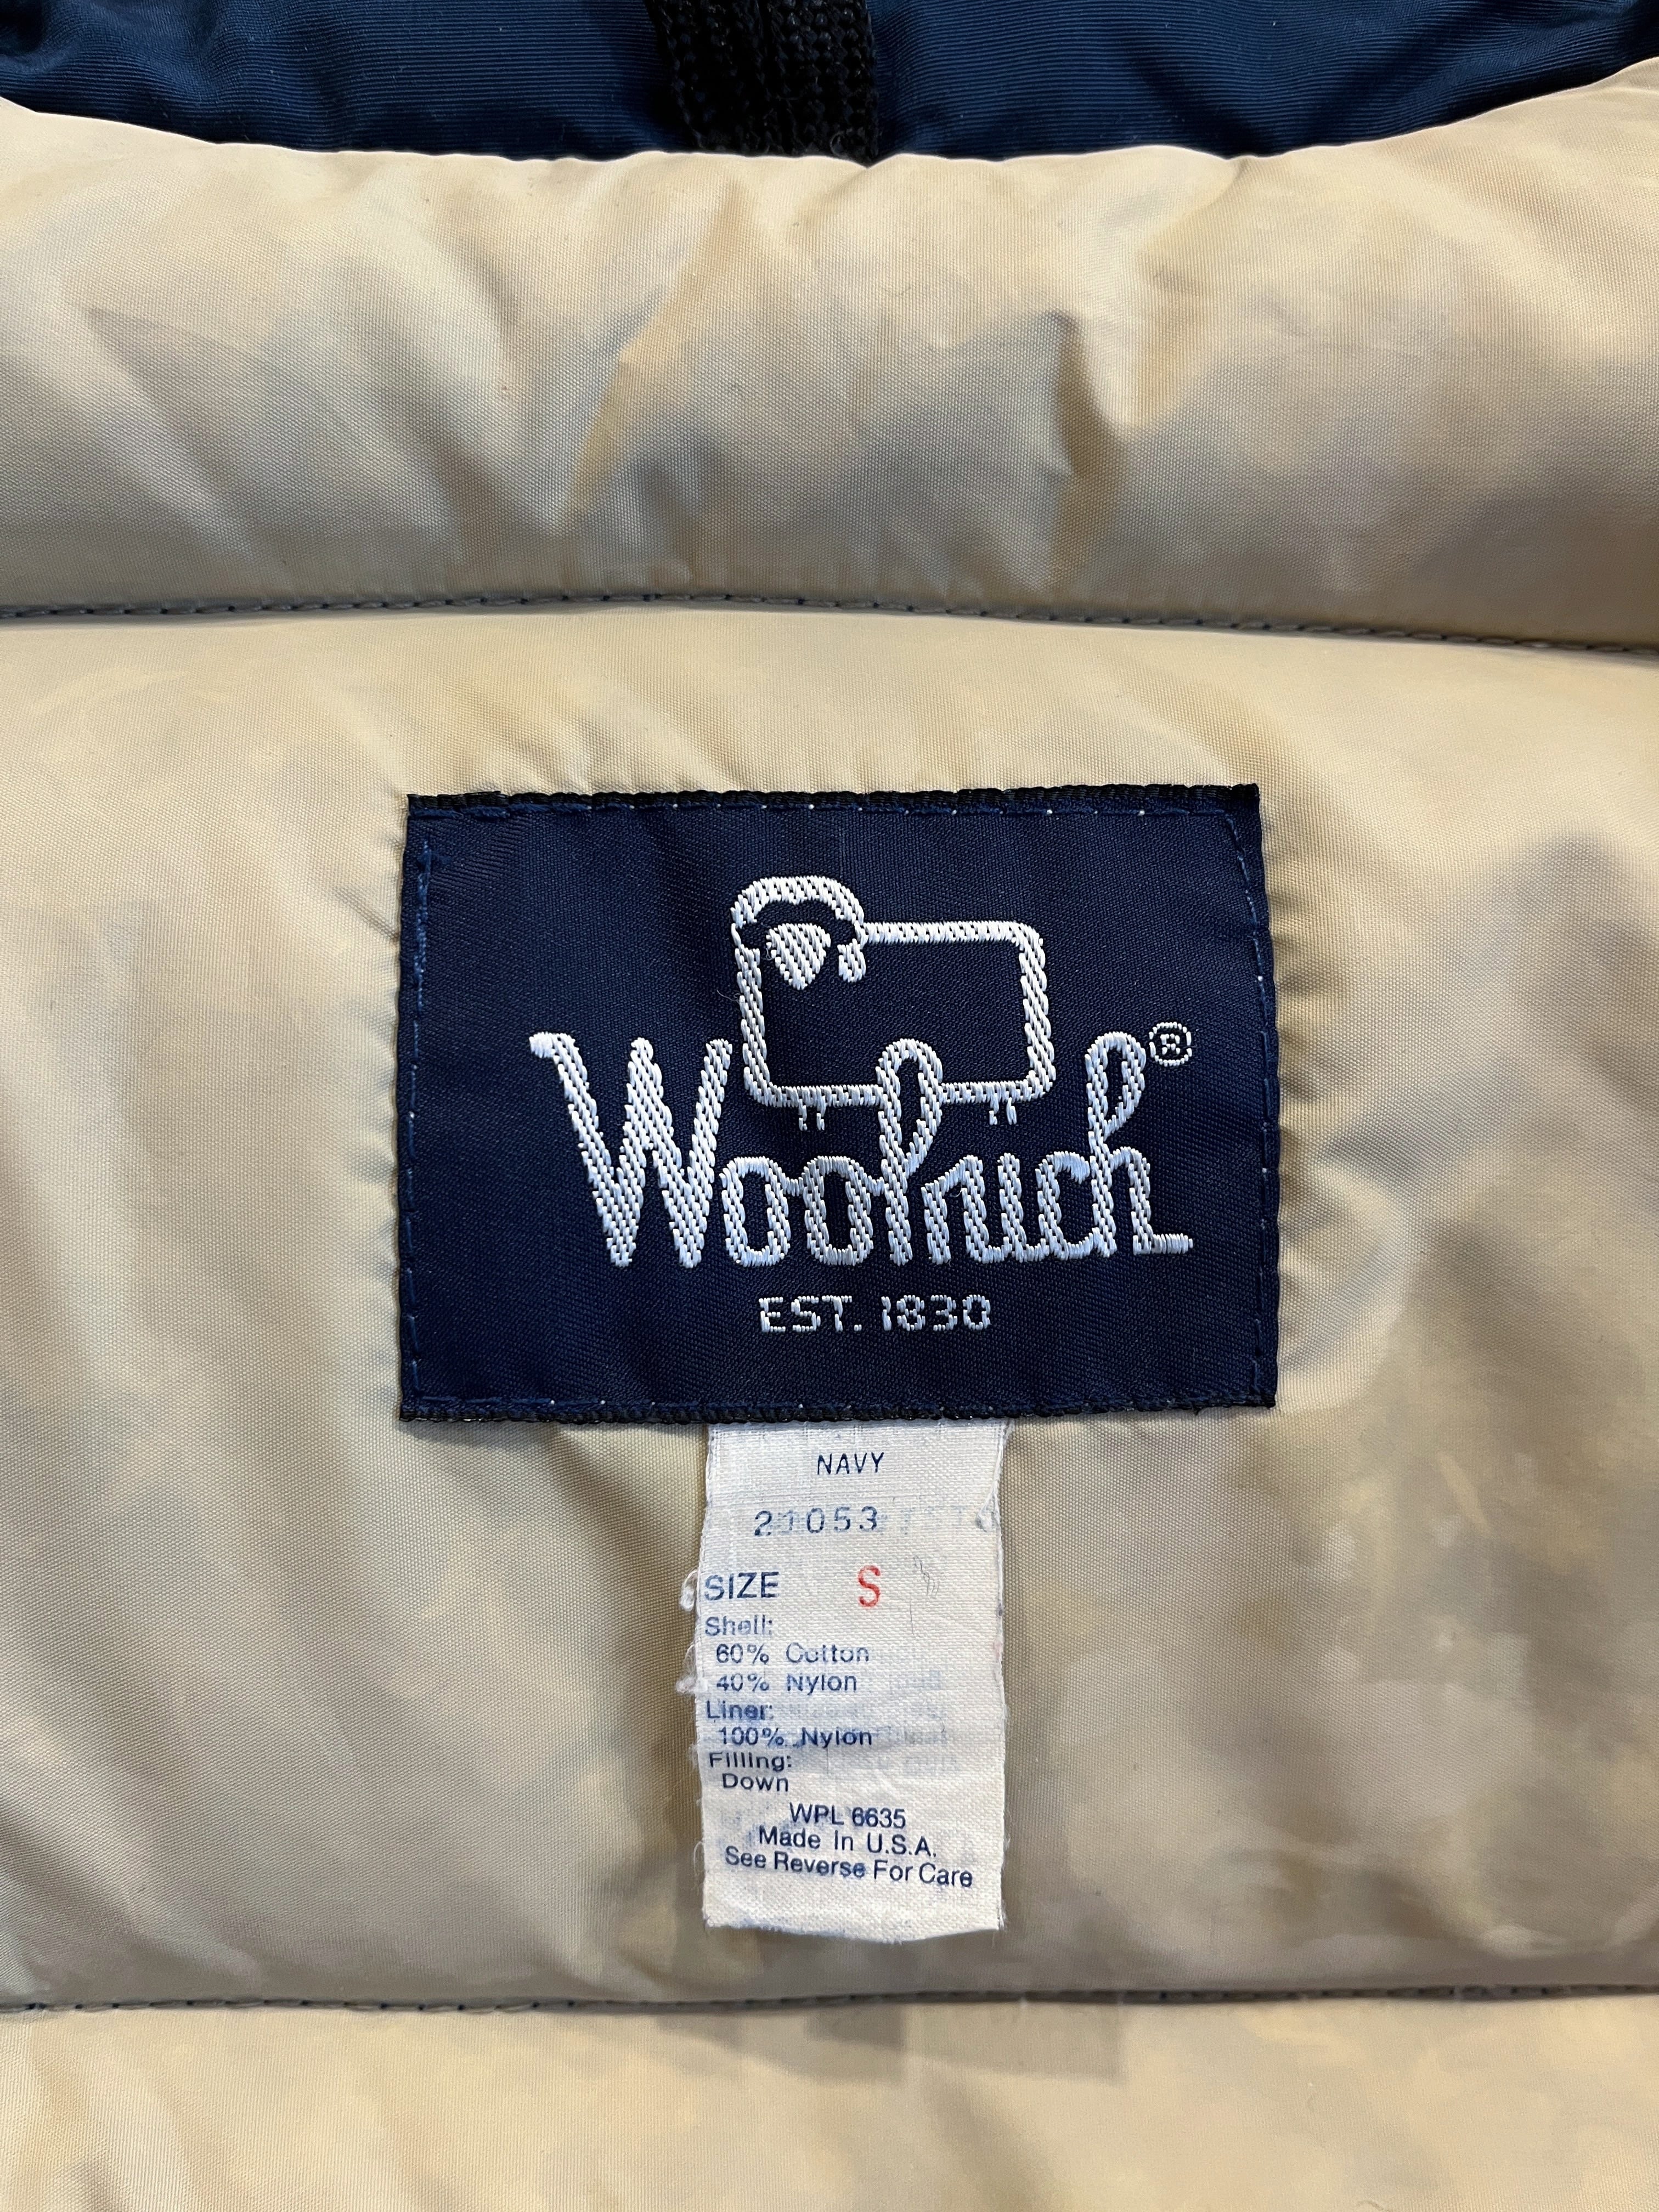 Woolrich®
EST. 1830
NAVY
21053
SIZE S
Shell:
60% Cotton
40% Nylon
Liner:
100% Nylon
Filling:
Down
WPL 6635
Made In U.S.A.
See Reverse For Care